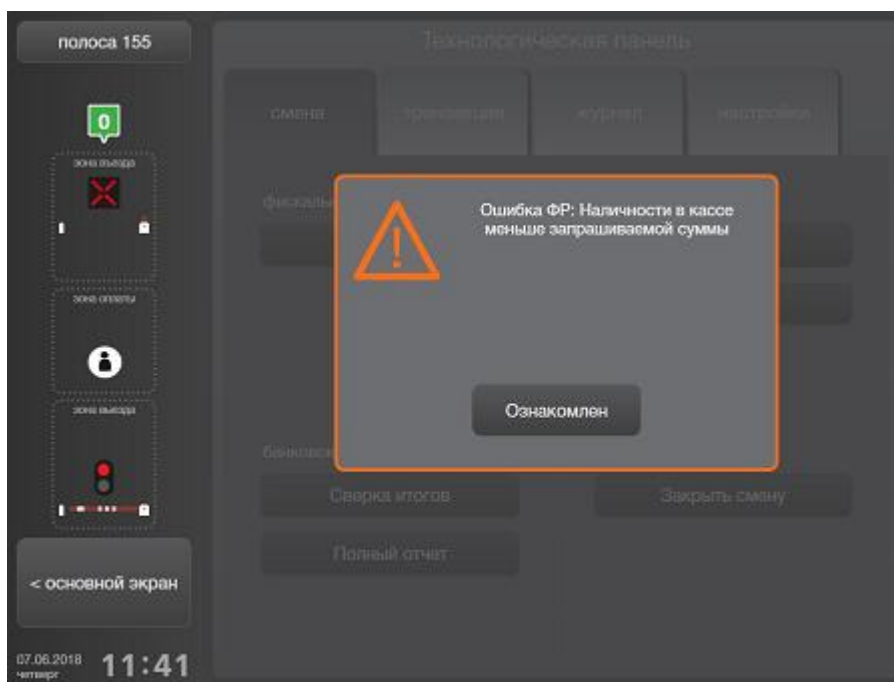 полоса 155
Технологическая панель
смена
транзакции
журнал
настройки
0
зона въезда
зона оплаты
зона выезда
Ошибка ФР: Наличности в кассе
меньше запрашиваемой суммы
Ознакомлен
Сверка итогов
Закрыть смену
Полный отчет
< основной экран
07.06.2018
четверг
11:41